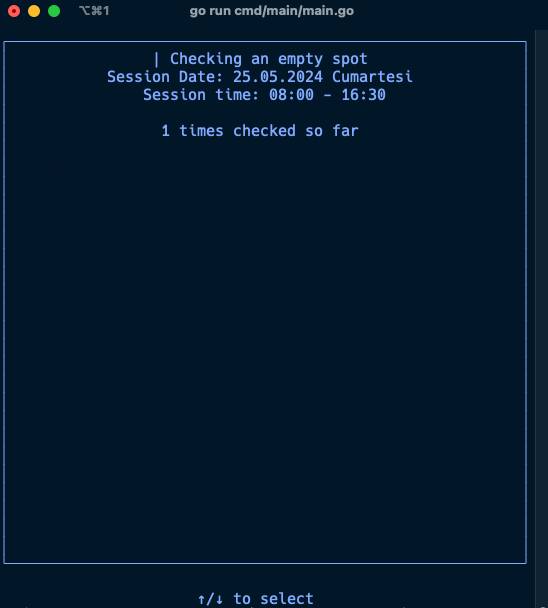 ⌥⌘1 go run cmd/main/main.go
| Checking an empty spot
Session Date: 25.05.2024 Cumartesi
Session time: 08:00 - 16:30
1 times checked so far
↑/↓ to select